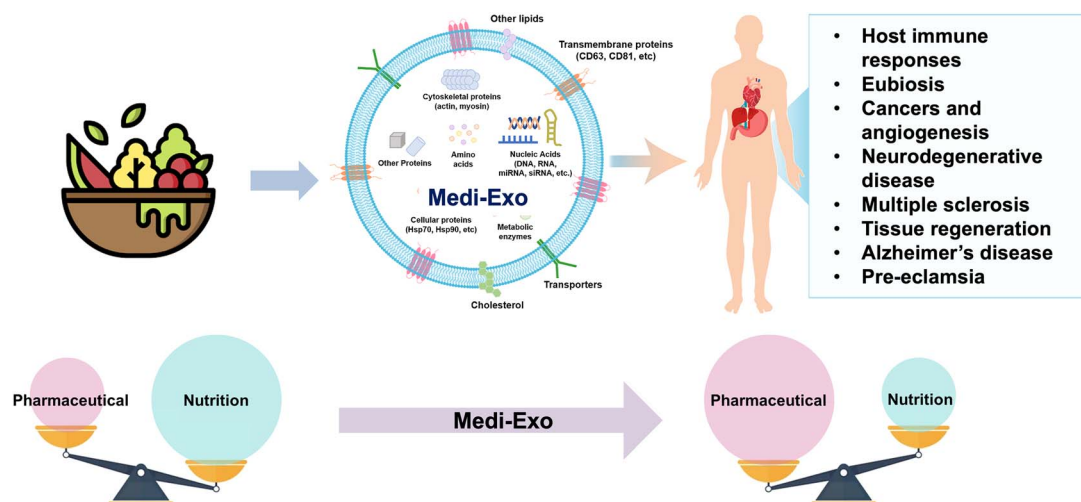 Other lipids
Transmembrane proteins
(CD63, CD81, etc)
Cytoskeletal proteins
(actin, myosin)
Other Proteins
Amino
acids
Nucleic Acids
(DNA, RNA,
miRNA, siRNA, etc.)
Medi-Exo
Cellular proteins
(Hsp70, Hsp90, etc)
Metabolic
enzymes
Transporters
Cholesterol
• Host immune
responses
• Eubiosis
• Cancers and
angiogenesis
• Neurodegenerative
disease
• Multiple sclerosis
• Tissue regeneration
• Alzheimer's disease
• Pre-eclamsia
Pharmaceutical
Nutrition
Medi-Exo
Pharmaceutical
Nutrition